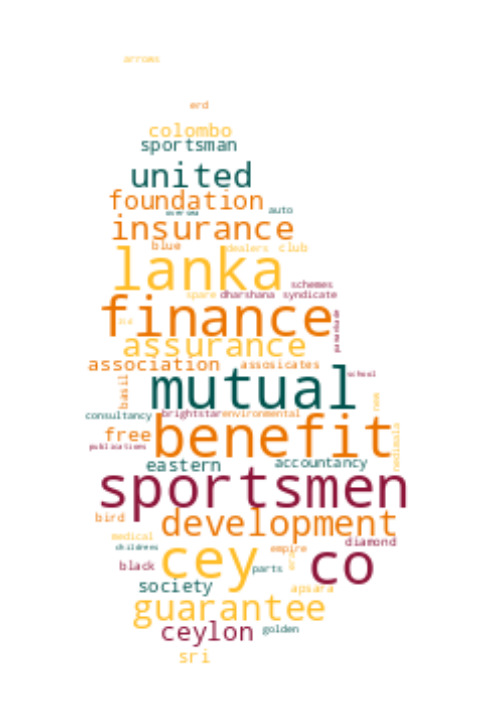 arrows
erd
colombo
sportsman
united
foundation
auto
insurance
blue dealers club
lanka
schemes
spare dharshana syndicate
finance
assurance
association assosicates
school
mutual
basil
consultancy brightstar environmental
free benefit
publications
eastern accountancy
sportsmen
bird development
medical
childrens
diamond
cey empire co
black parts
society apsara
guarantee
ceylon golden
sri